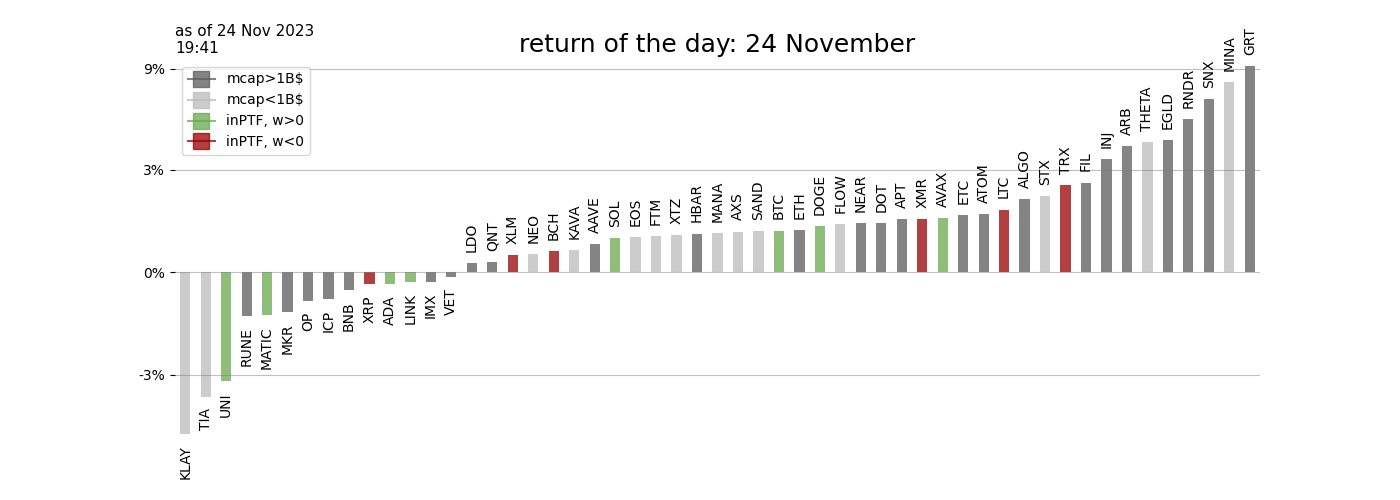 as of 24 Nov 2023
19:41
return of the day: 24 November
9%
3%
0%
-3%
mcap>1B$
mcap<1B$
inPTF, w>0
inPTF, w<0
KLAY
TIA
UNI
RUNE
MATIC
MKR
OP
ICP
BNB
XRP
ADA
LINK
IMX
VET
LDO
QNT
XLM
NEO
BCH
KAVA
AAVE
SOL
EOS
FTM
XTZ
HBAR
MANA
AXS
SAND
BTC
ETH
DOGE
FLOW
NEAR
DOT
APT
XMR
AVAX
ETC
ATOM
LTC
ALGO
STX
TRX
FIL
INJ
ARB
THETA
EGLD
RNDR
SNX
MINA
GRT